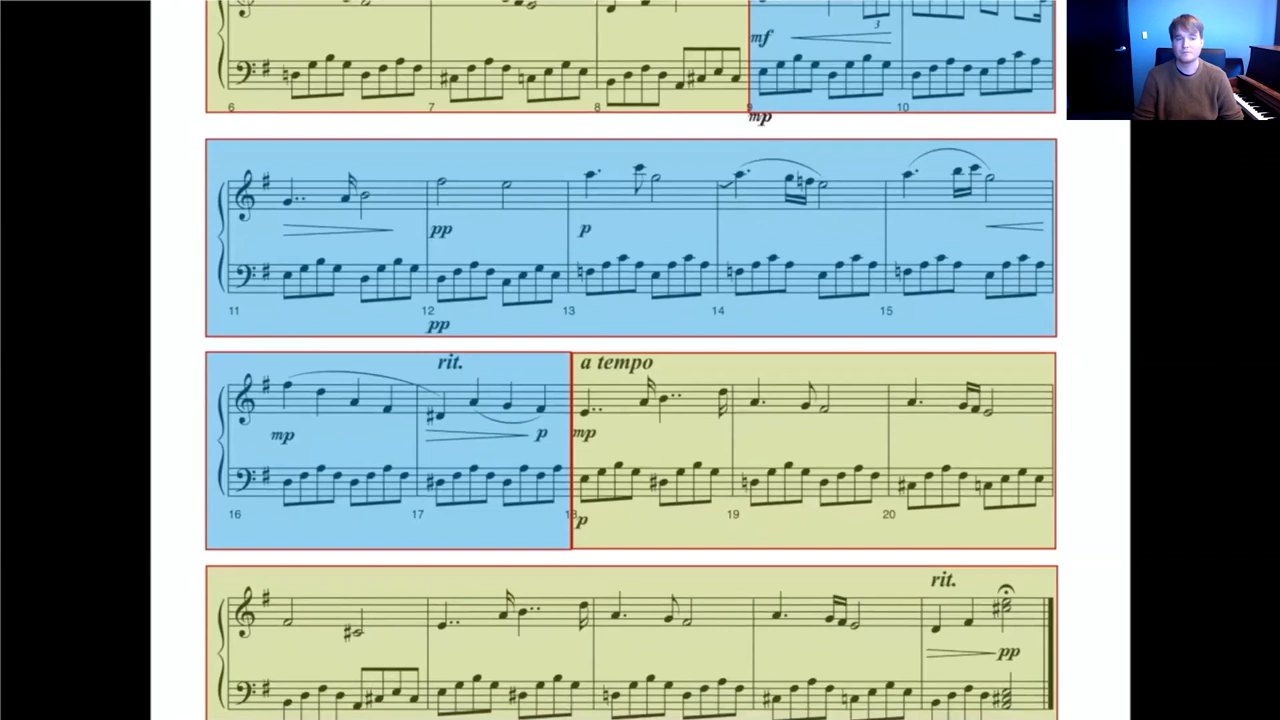 3
mf
6 7 8 9 10
mp
pp p
11 12 13 14 15
pp
rit. a tempo
mp p mp
16 17 18 19 20
p
rit.
pp